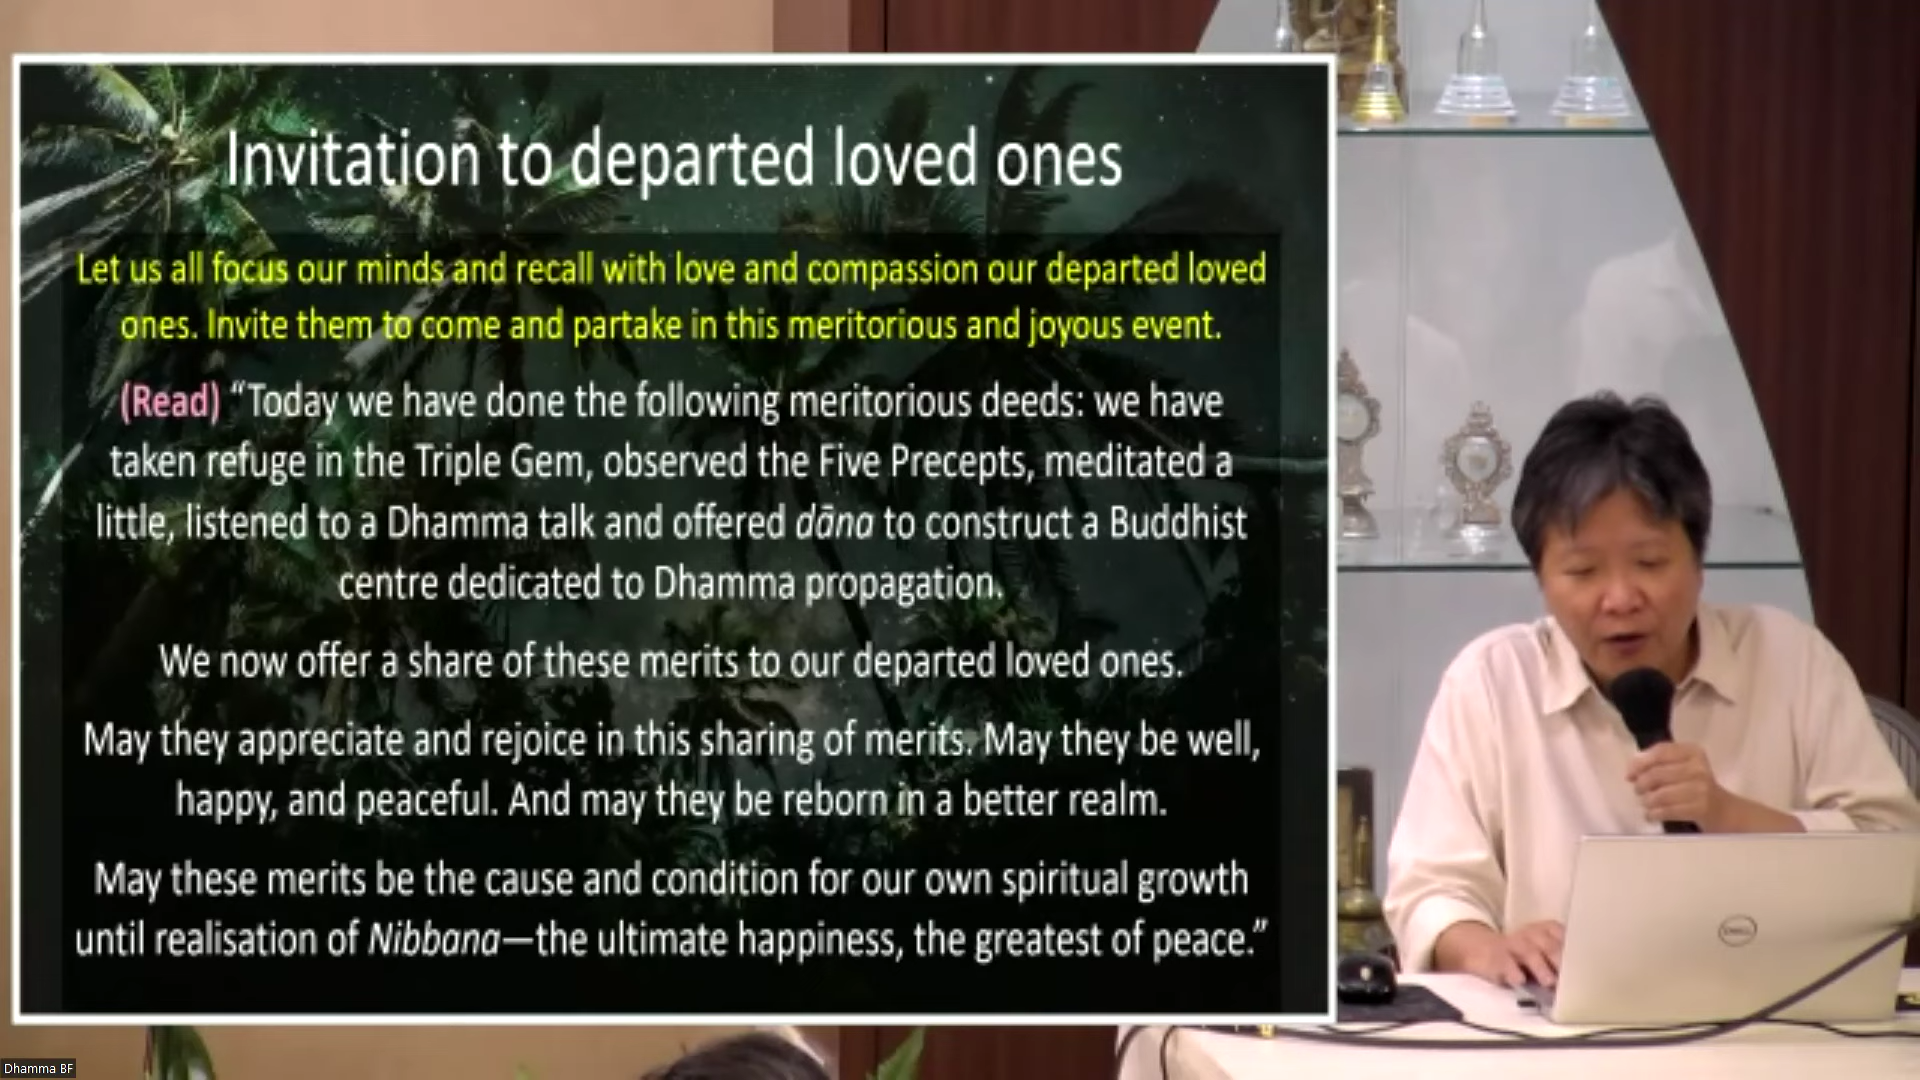 Invitation to departed loved ones
Let us all focus our minds and recall with love and compassion our departed loved
ones. Invite them to come and partake in this meritorious and joyous event.
(Read) “Today we have done the following meritorious deeds: we have
taken refuge in the Triple Gem, observed the Five Precepts, meditated a
little, listened to a Dhamma talk and offered dāna to construct a Buddhist
centre dedicated to Dhamma propagation.
We now offer a share of these merits to our departed loved ones.
May they appreciate and rejoice in this sharing of merits. May they be well,
happy, and peaceful. And may they be reborn in a better realm.
May these merits be the cause and condition for our own spiritual growth
until realisation of Nibbana—the ultimate happiness, the greatest of peace.”
DELL
Dhamma BF